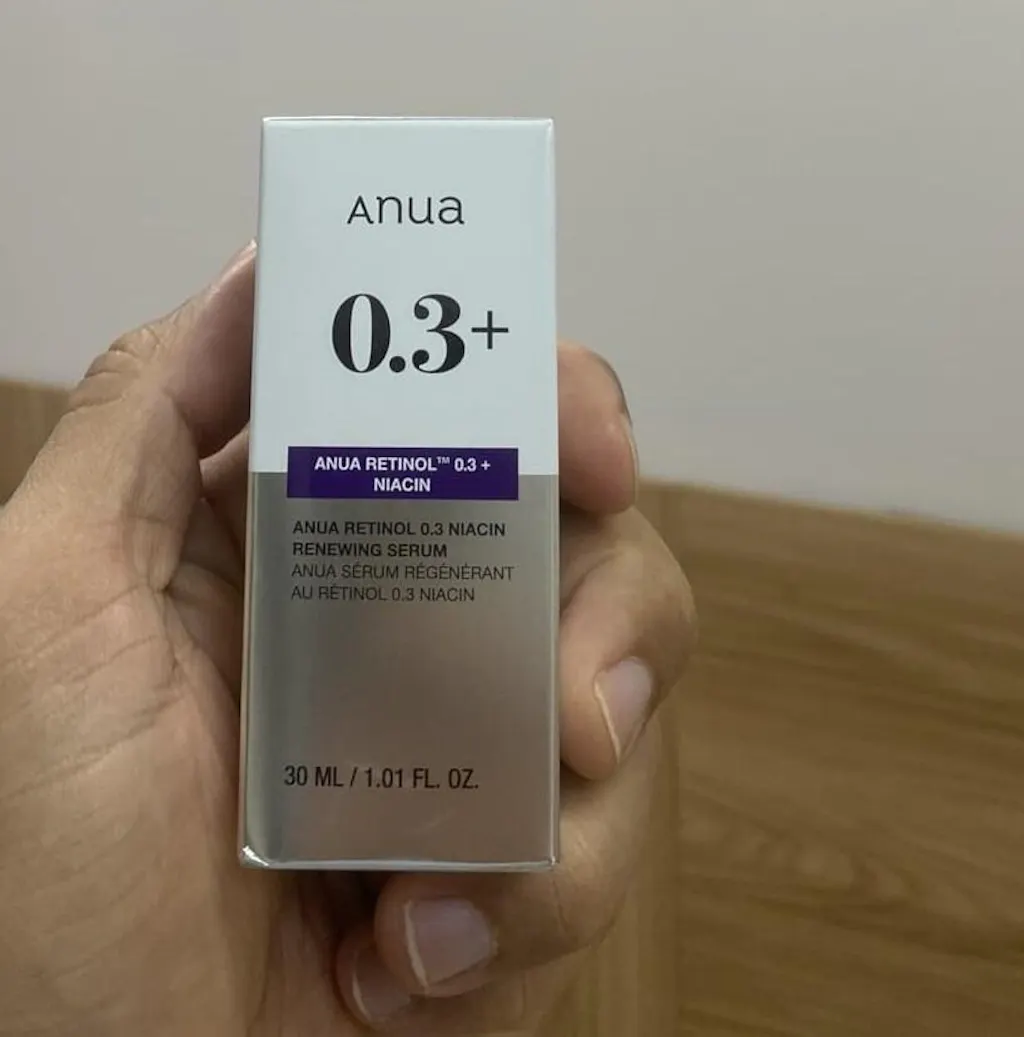 Anua
0.3+
ANUA RETINOL™ 0.3 +
NIACIN
ANUA RETINOL 0.3 NIACIN
RENEWING SERUM
ANUA SÉRUM RÉGÉNÉRANT
AU RÉTINOL 0.3 NIACIN
30 ML / 1.01 FL. OZ.